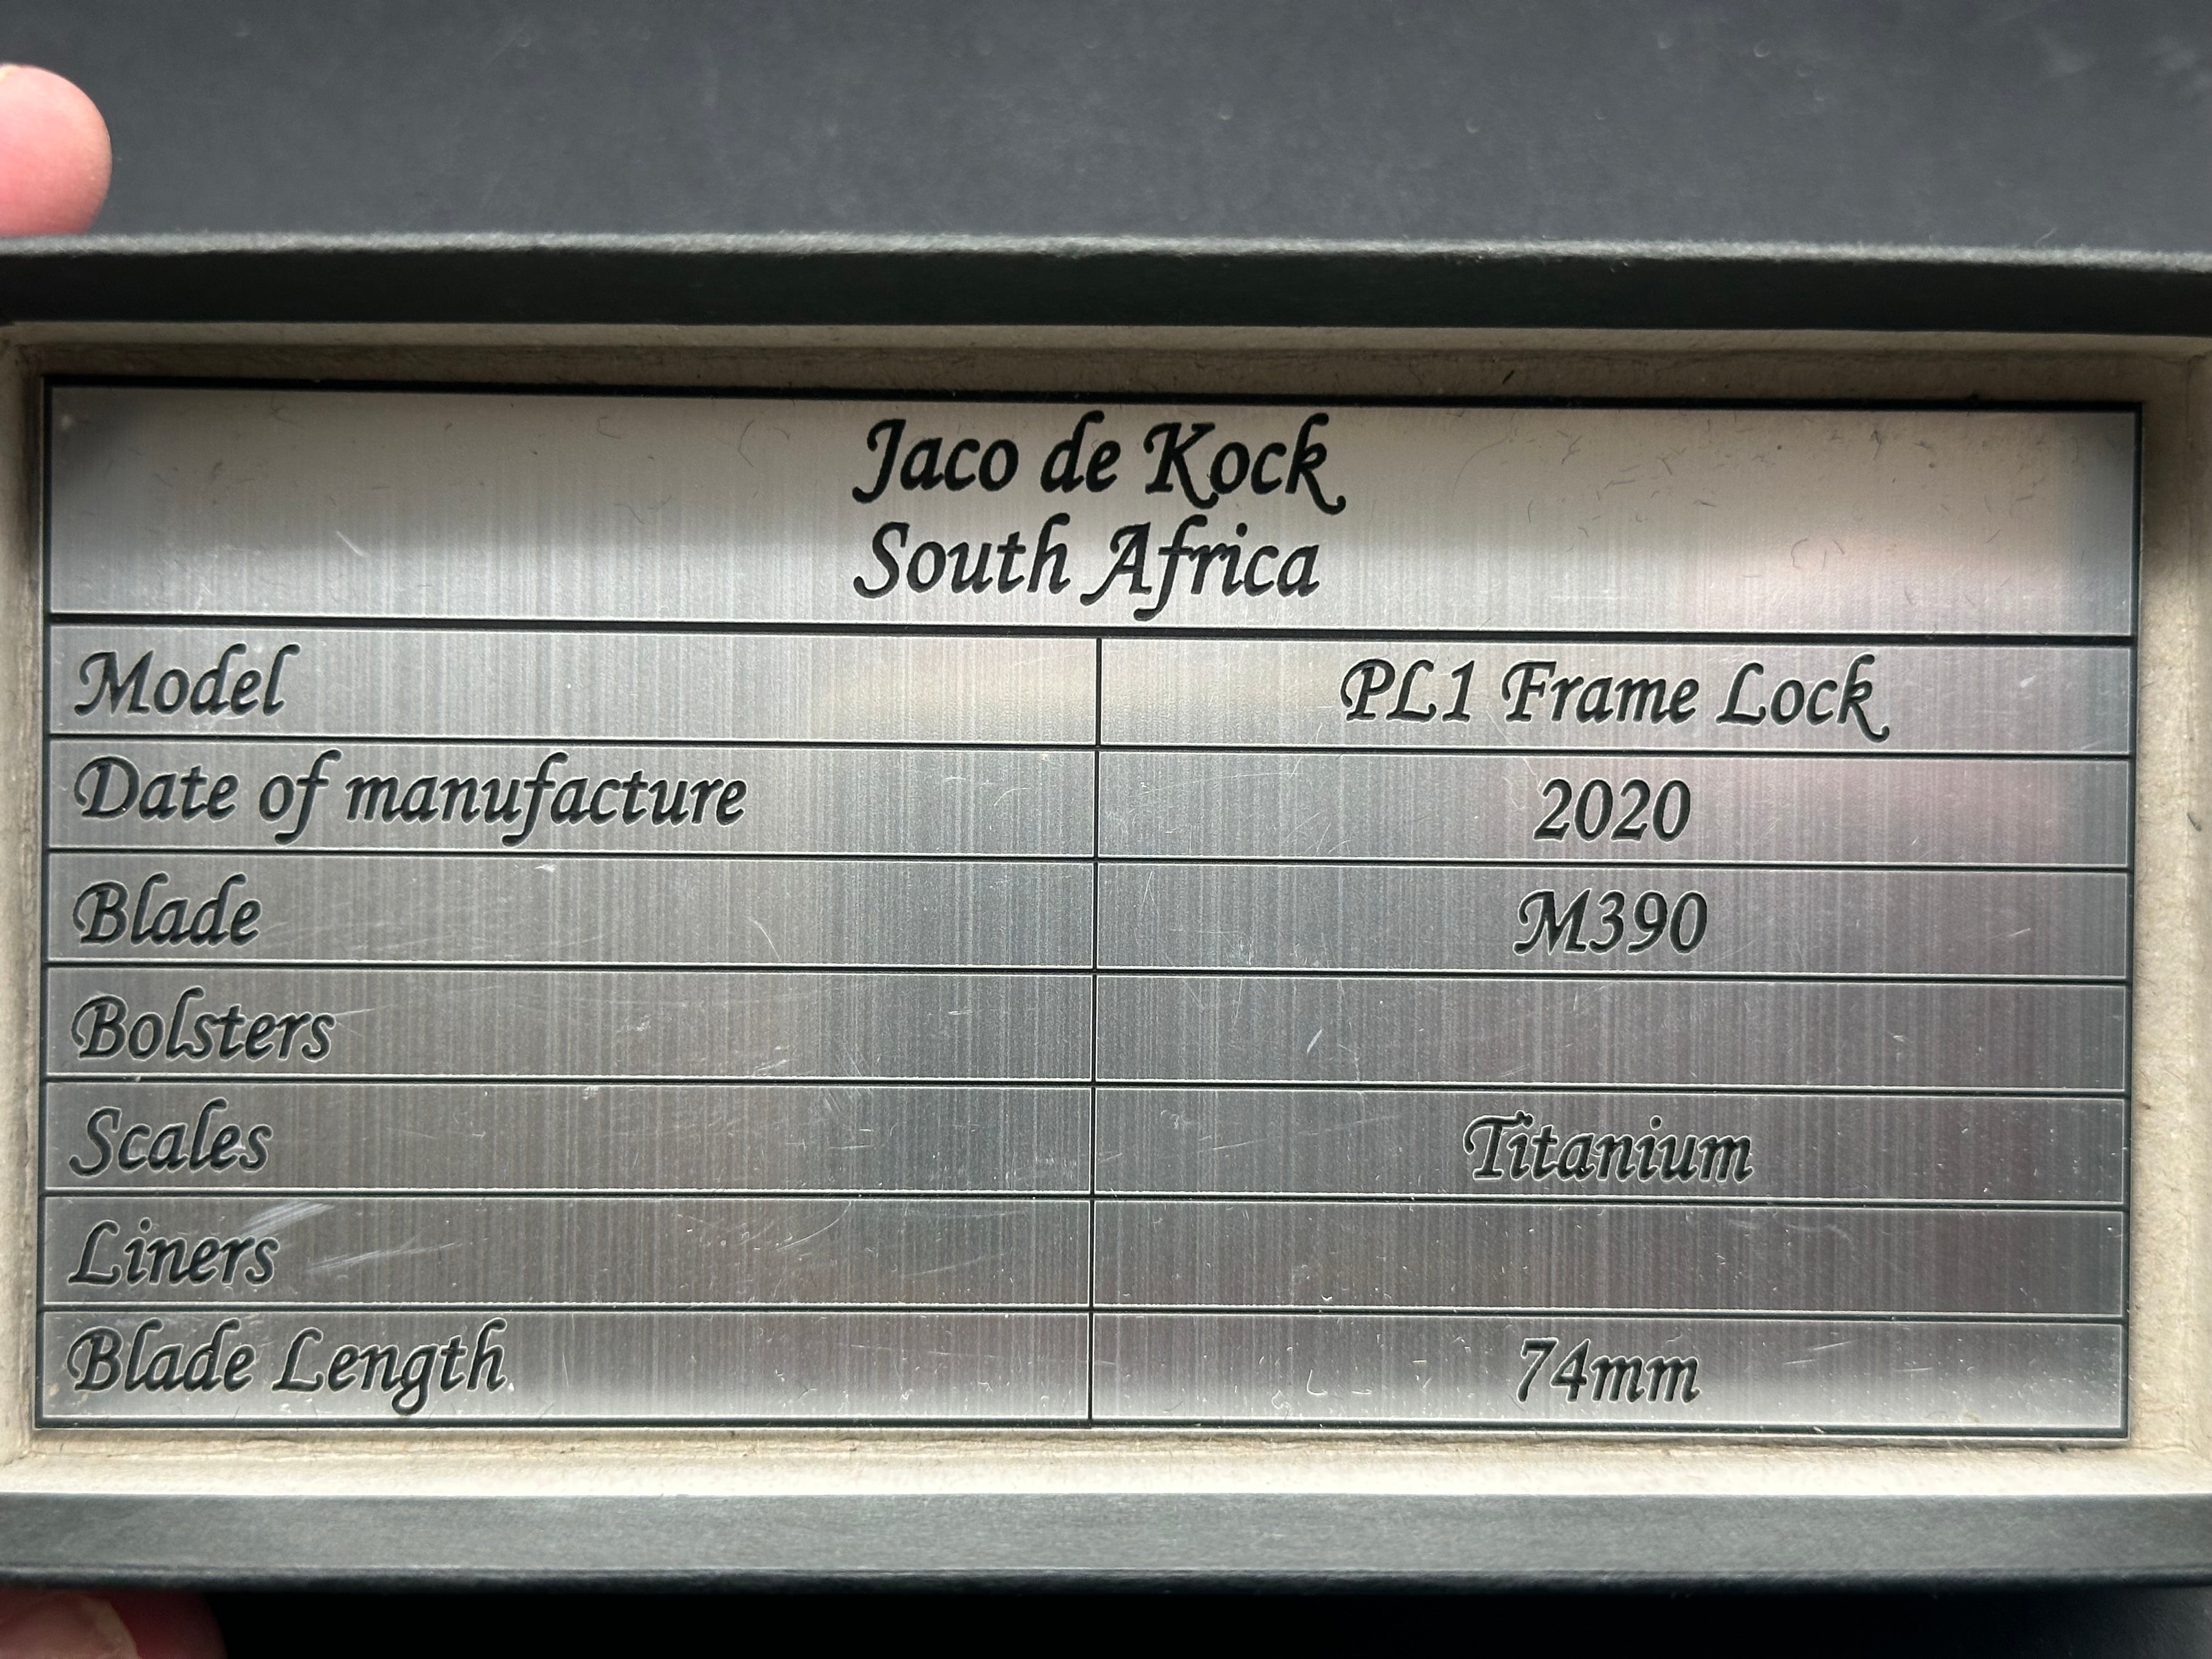 Jaco de Kock
South Africa
Model PL1 Frame Lock
Date of manufacture 2020
Blade M390
Bolsters
Scales Titanium
Liners
Blade Length 74mm